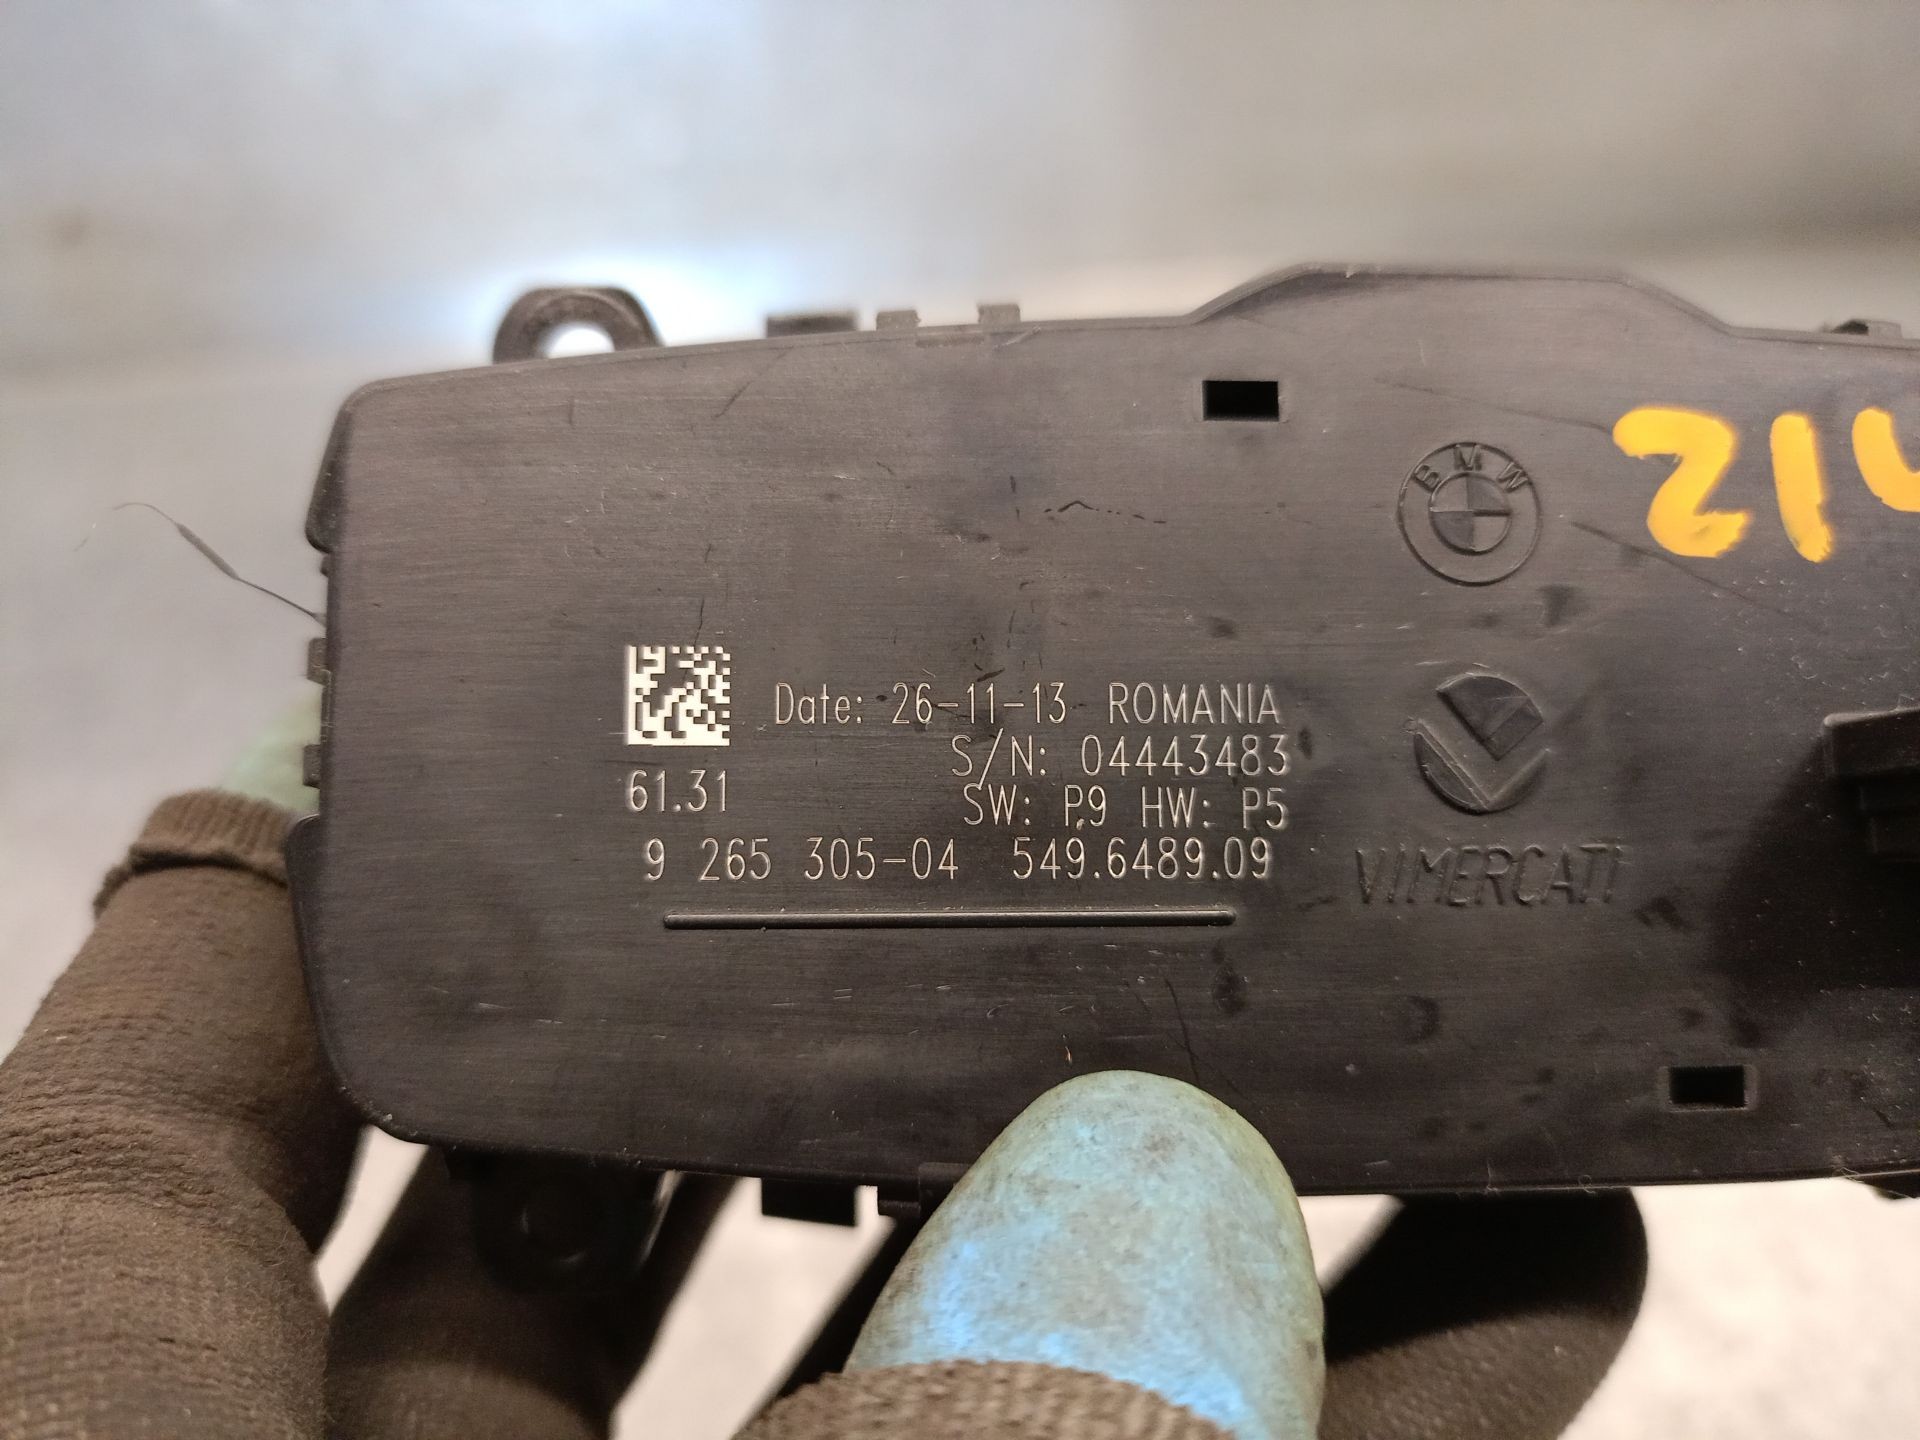 BMW
Date: 26-11-13 ROMANIA
S/N: 04443483
61.31
SW: P.9 HW: P5
9 265 305-04 549.6489.09
VIMERCATI